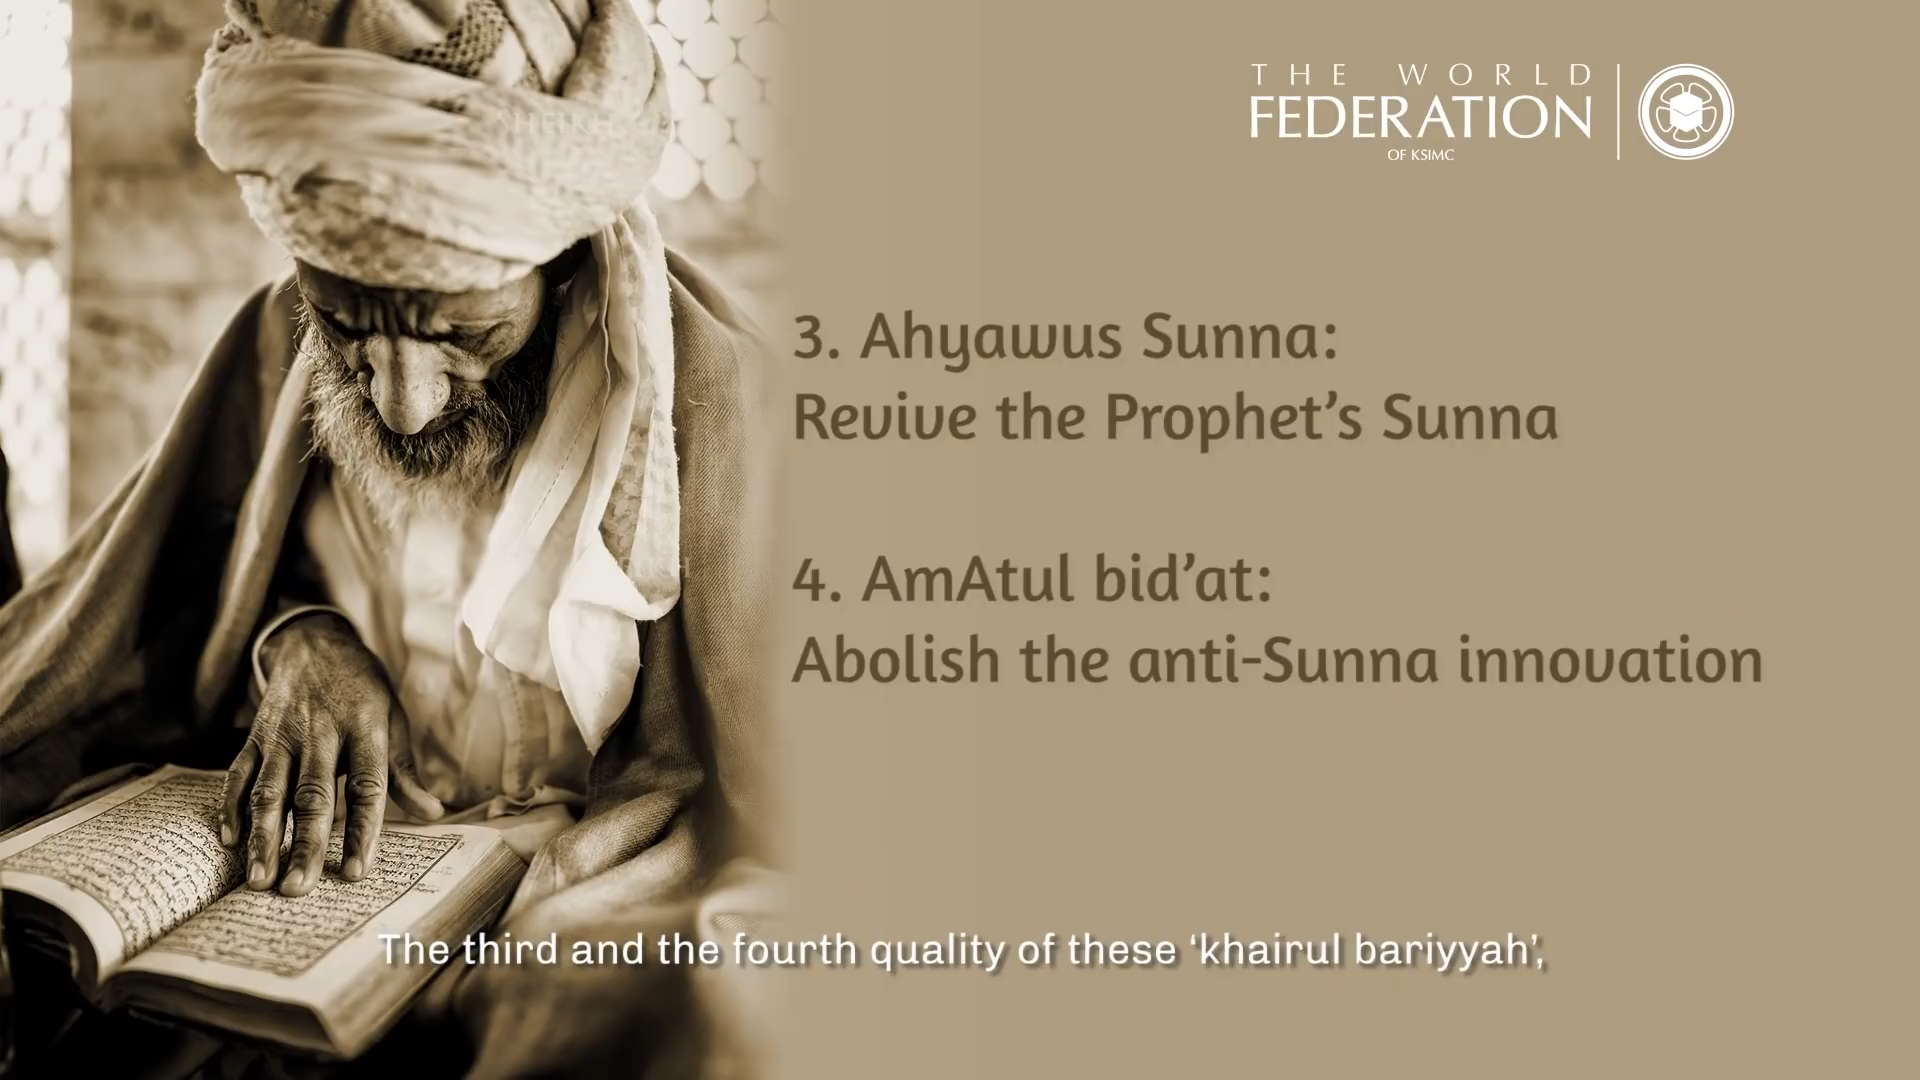 THE WORLD
FEDERATION
OF KSIMC
3. Ahyawus Sunna:
Revive the Prophet’s Sunna
4. AmAtul bid’at:
Abolish the anti-Sunna innovation
The third and the fourth quality of these ‘khairul bariyyah’,